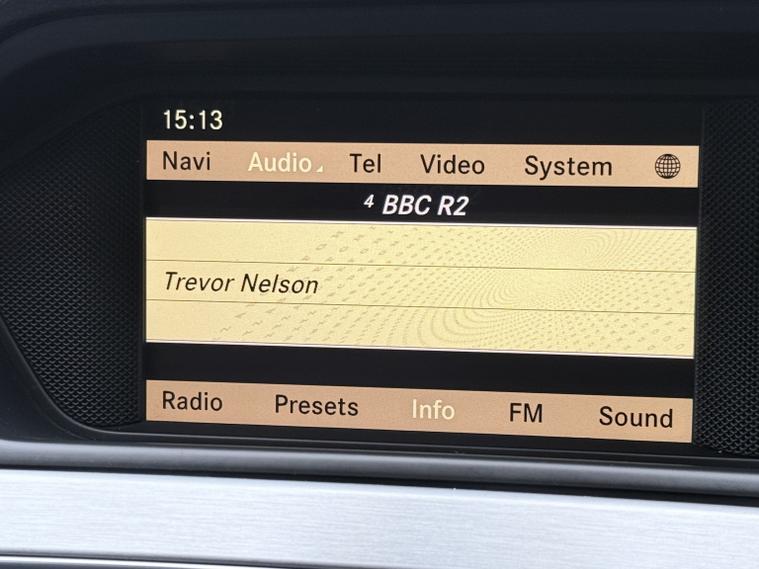 15:13
Navi Audio Tel Video System
4 BBC R2
Trevor Nelson
Radio Presets Info FM Sound